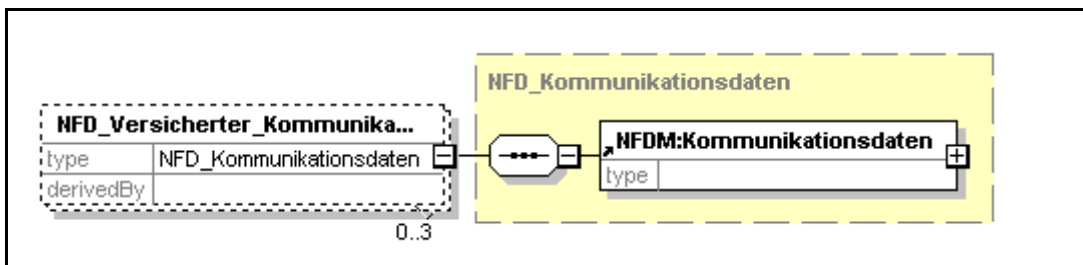 NFD_Kommunikationsdaten
NFD_Versicherter_Kommunika...
type NFD_Kommunikationsdaten
derivedBy
0..3
NFDM:Kommunikationsdaten
type